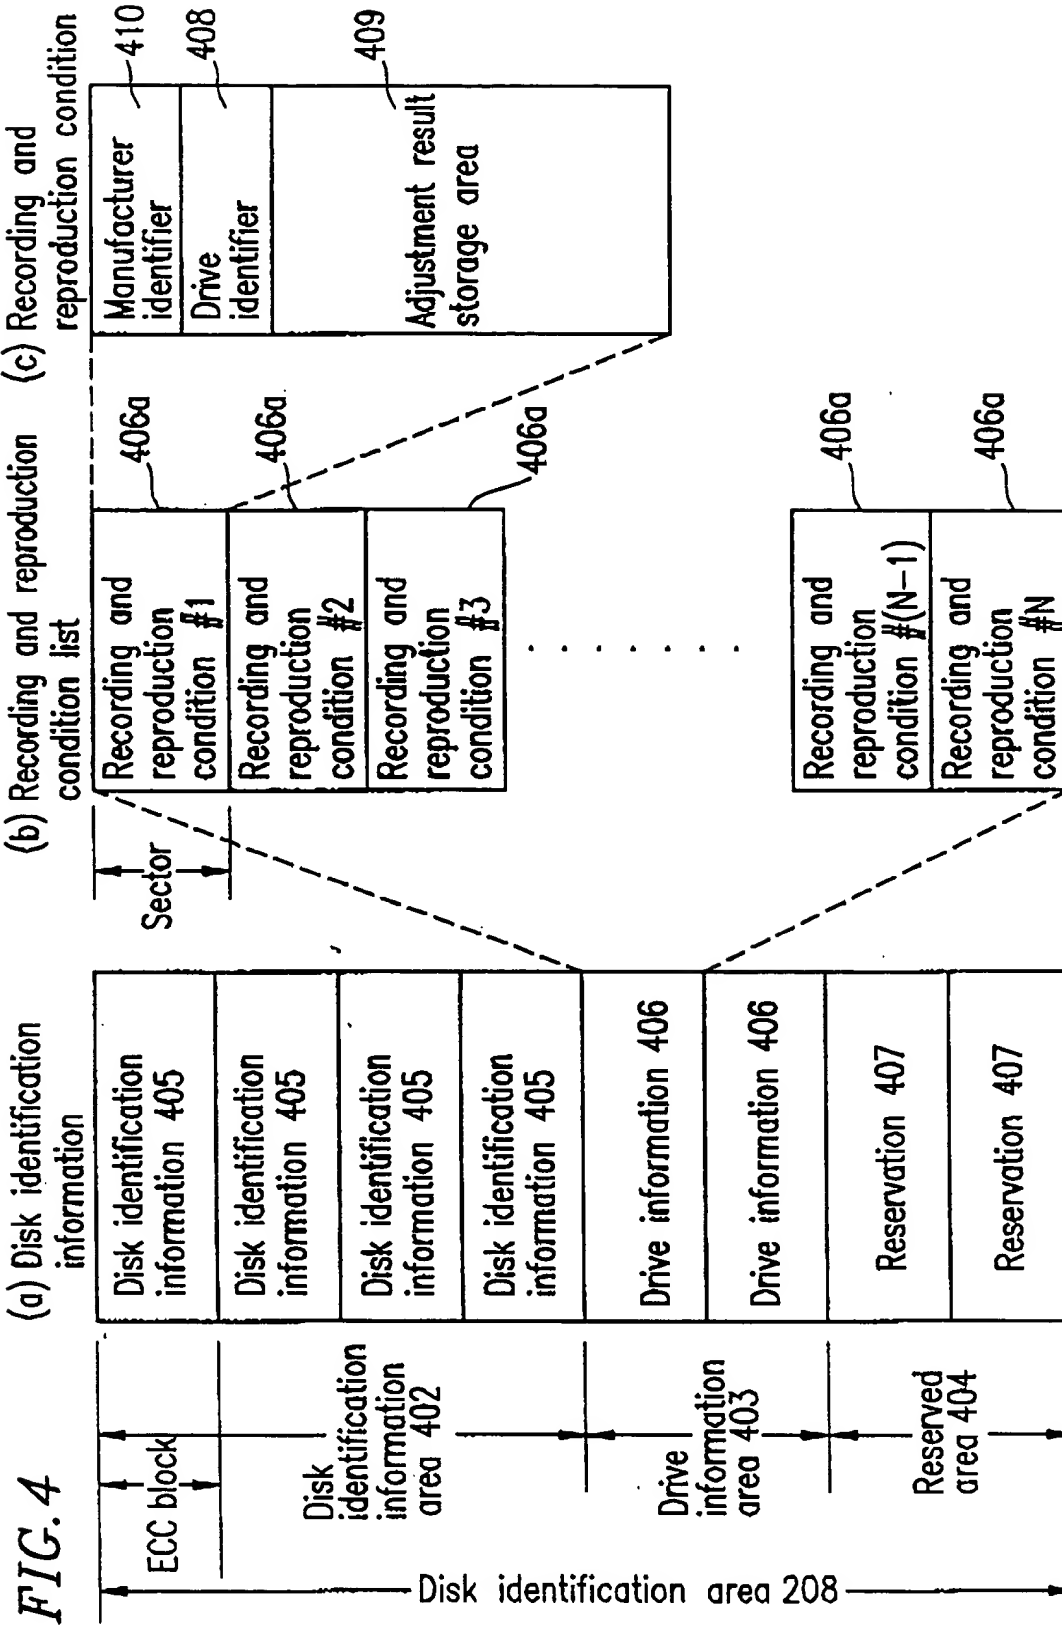 FIG. 4
(a) Disk identification
information
Disk identification area 208
ECC block
Disk
identification
information
area 402
Drive
information
area 403
Reserved
area 404
Disk identification
information 405
Disk identification
information 405
Disk identification
information 405
Disk identification
information 405
Drive information 406
Drive information 406
Reservation 407
Reservation 407
(b) Recording and reproduction
condition list
Sector
Recording and
reproduction
condition #1
406a
Recording and
reproduction
condition #2
406a
Recording and
reproduction
condition #3
406a
Recording and
reproduction
condition #(N-1)
406a
Recording and
reproduction
condition #N
406a
(c) Recording and
reproduction condition
Manufacturer
identifier
410
Drive
identifier
408
Adjustment result
storage area
409